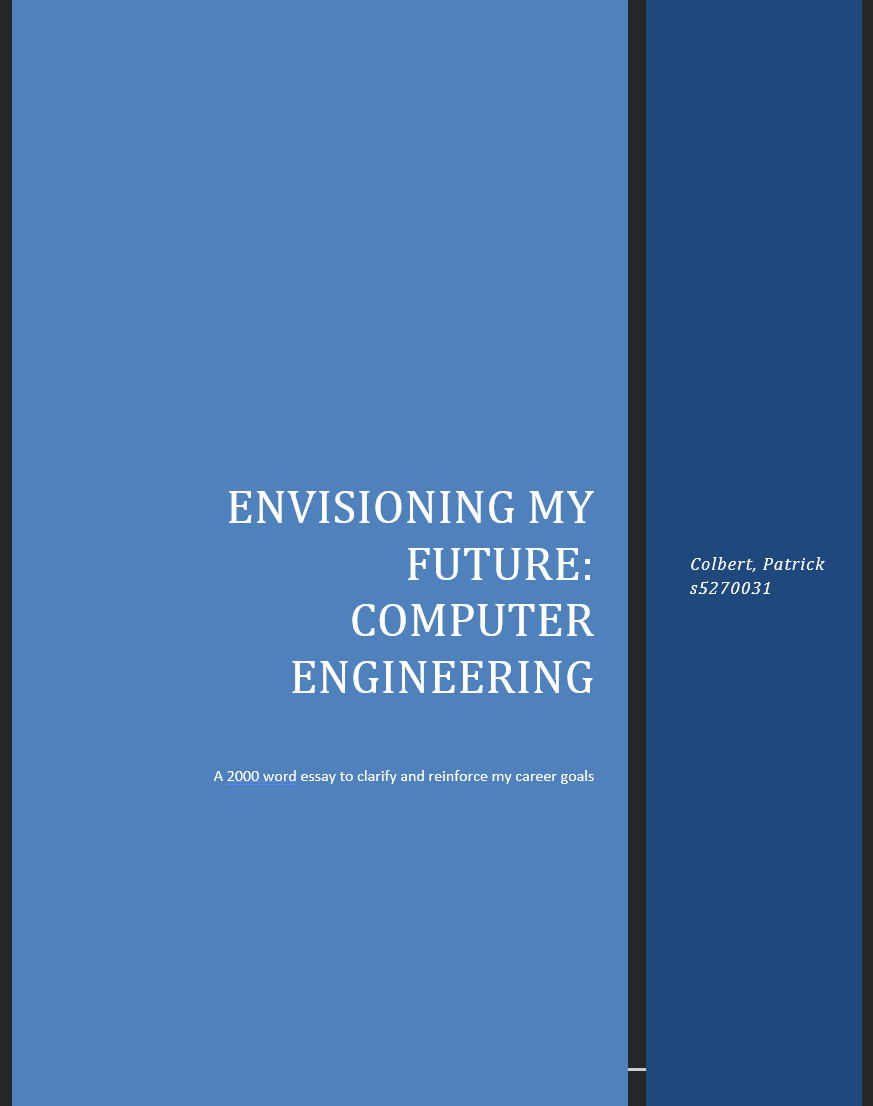 ENVISIONING MY
FUTURE:
COMPUTER
ENGINEERING
A 2000 word essay to clarify and reinforce my career goals
Colbert, Patrick
s5270031